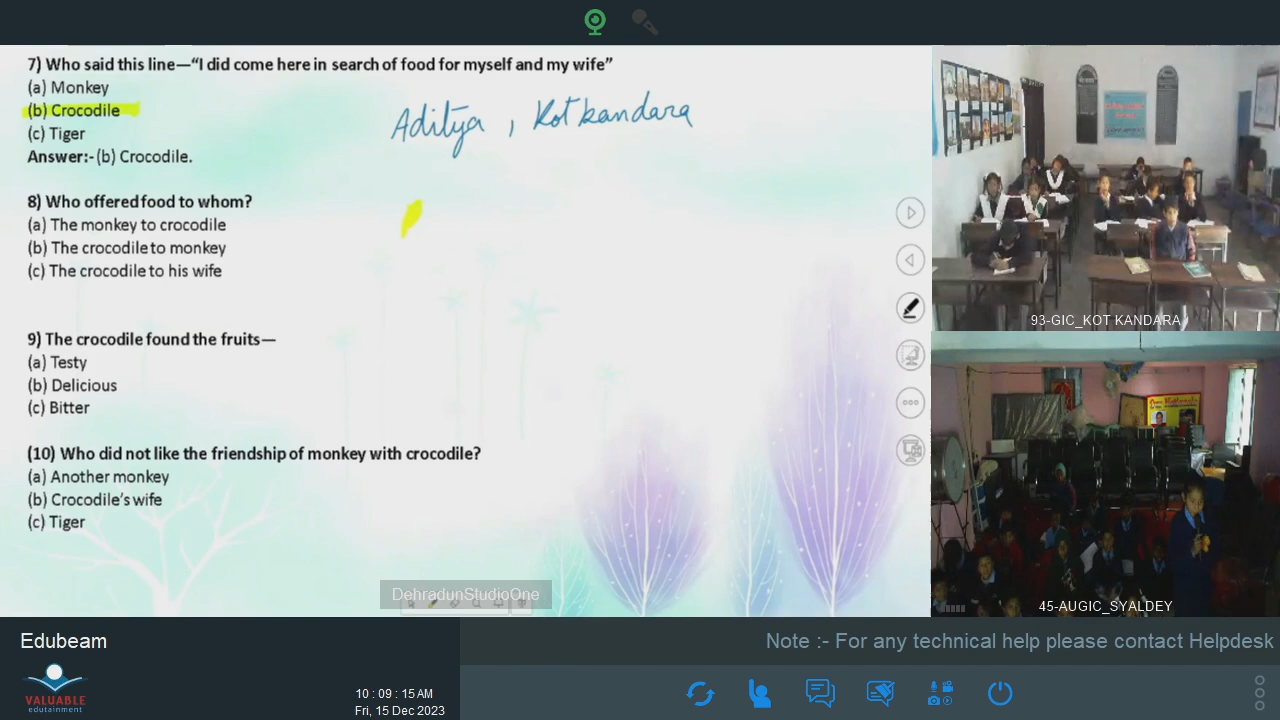 7) Who said this line—“I did come here in search of food for myself and my wife”
(a) Monkey
(b) Crocodile
(c) Tiger
Answer:- (b) Crocodile.
Aditya , Kotkandara
8) Who offered food to whom?
(a) The monkey to crocodile
(b) The crocodile to monkey
(c) The crocodile to his wife
9) The crocodile found the fruits—
(a) Testy
(b) Delicious
(c) Bitter
(10) Who did not like the friendship of monkey with crocodile?
(a) Another monkey
(b) Crocodile’s wife
(c) Tiger
DehradunStudioOne
93-GIC_KOT KANDARA
45-AUGIC_SYALDEY
Edubeam
VALUABLE
edutainment
10 : 09 : 15 AM
Fri, 15 Dec 2023
Note :- For any technical help please contact Helpdesk